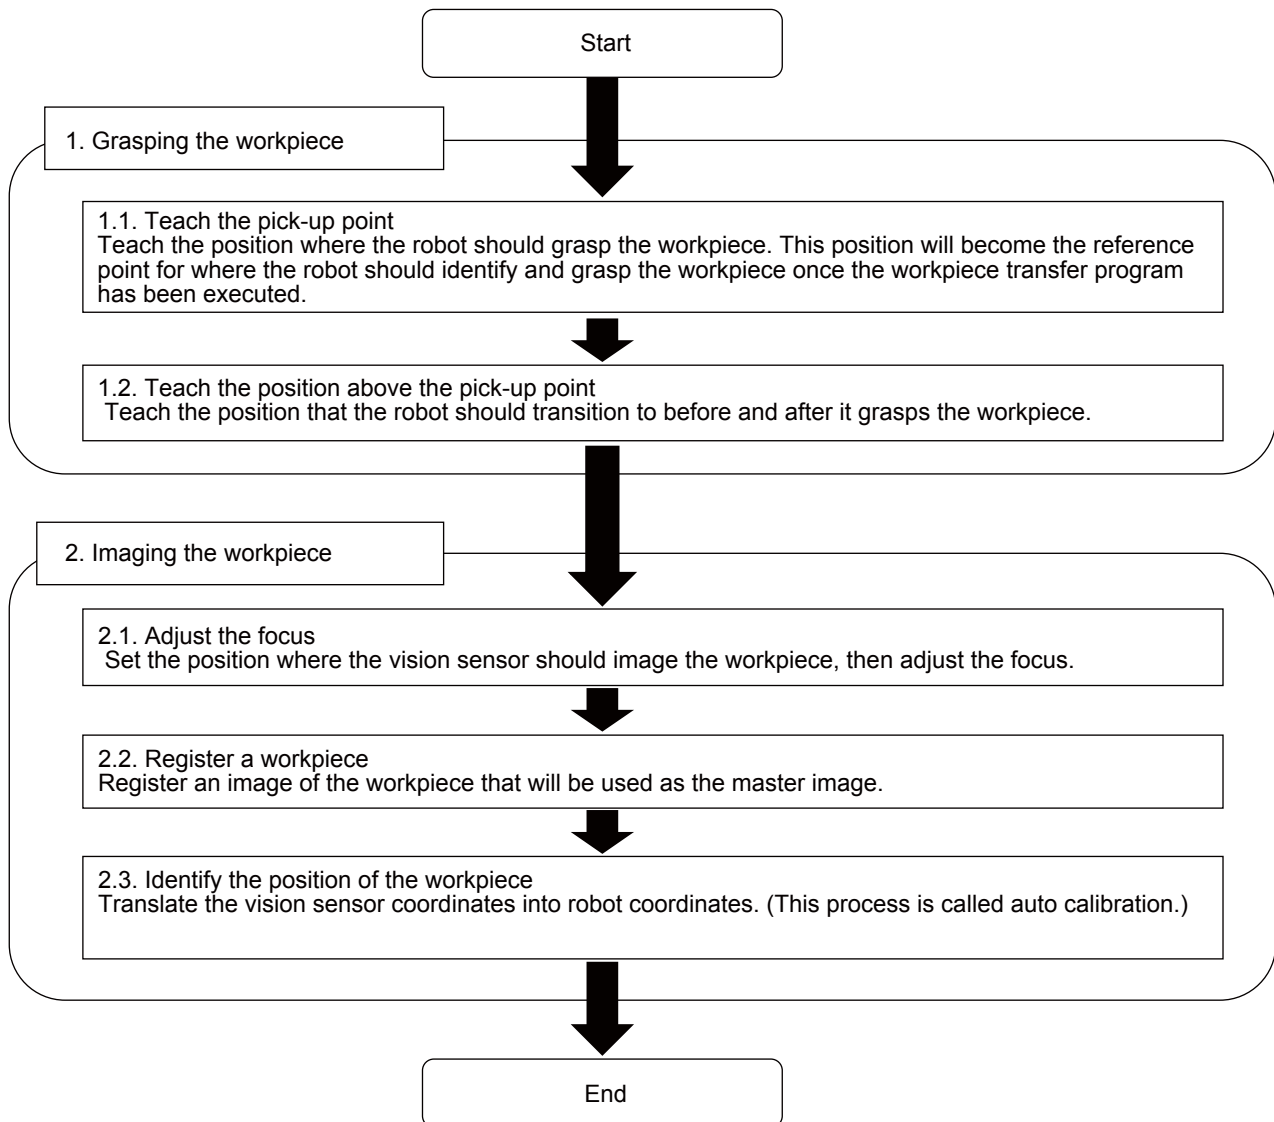 Start
1. Grasping the workpiece
1.1. Teach the pick-up point
Teach the position where the robot should grasp the workpiece. This position will become the reference
point for where the robot should identify and grasp the workpiece once the workpiece transfer program
has been executed.
1.2. Teach the position above the pick-up point
Teach the position that the robot should transition to before and after it grasps the workpiece.
2. Imaging the workpiece
2.1. Adjust the focus
Set the position where the vision sensor should image the workpiece, then adjust the focus.
2.2. Register a workpiece
Register an image of the workpiece that will be used as the master image.
2.3. Identify the position of the workpiece
Translate the vision sensor coordinates into robot coordinates. (This process is called auto calibration.)
End